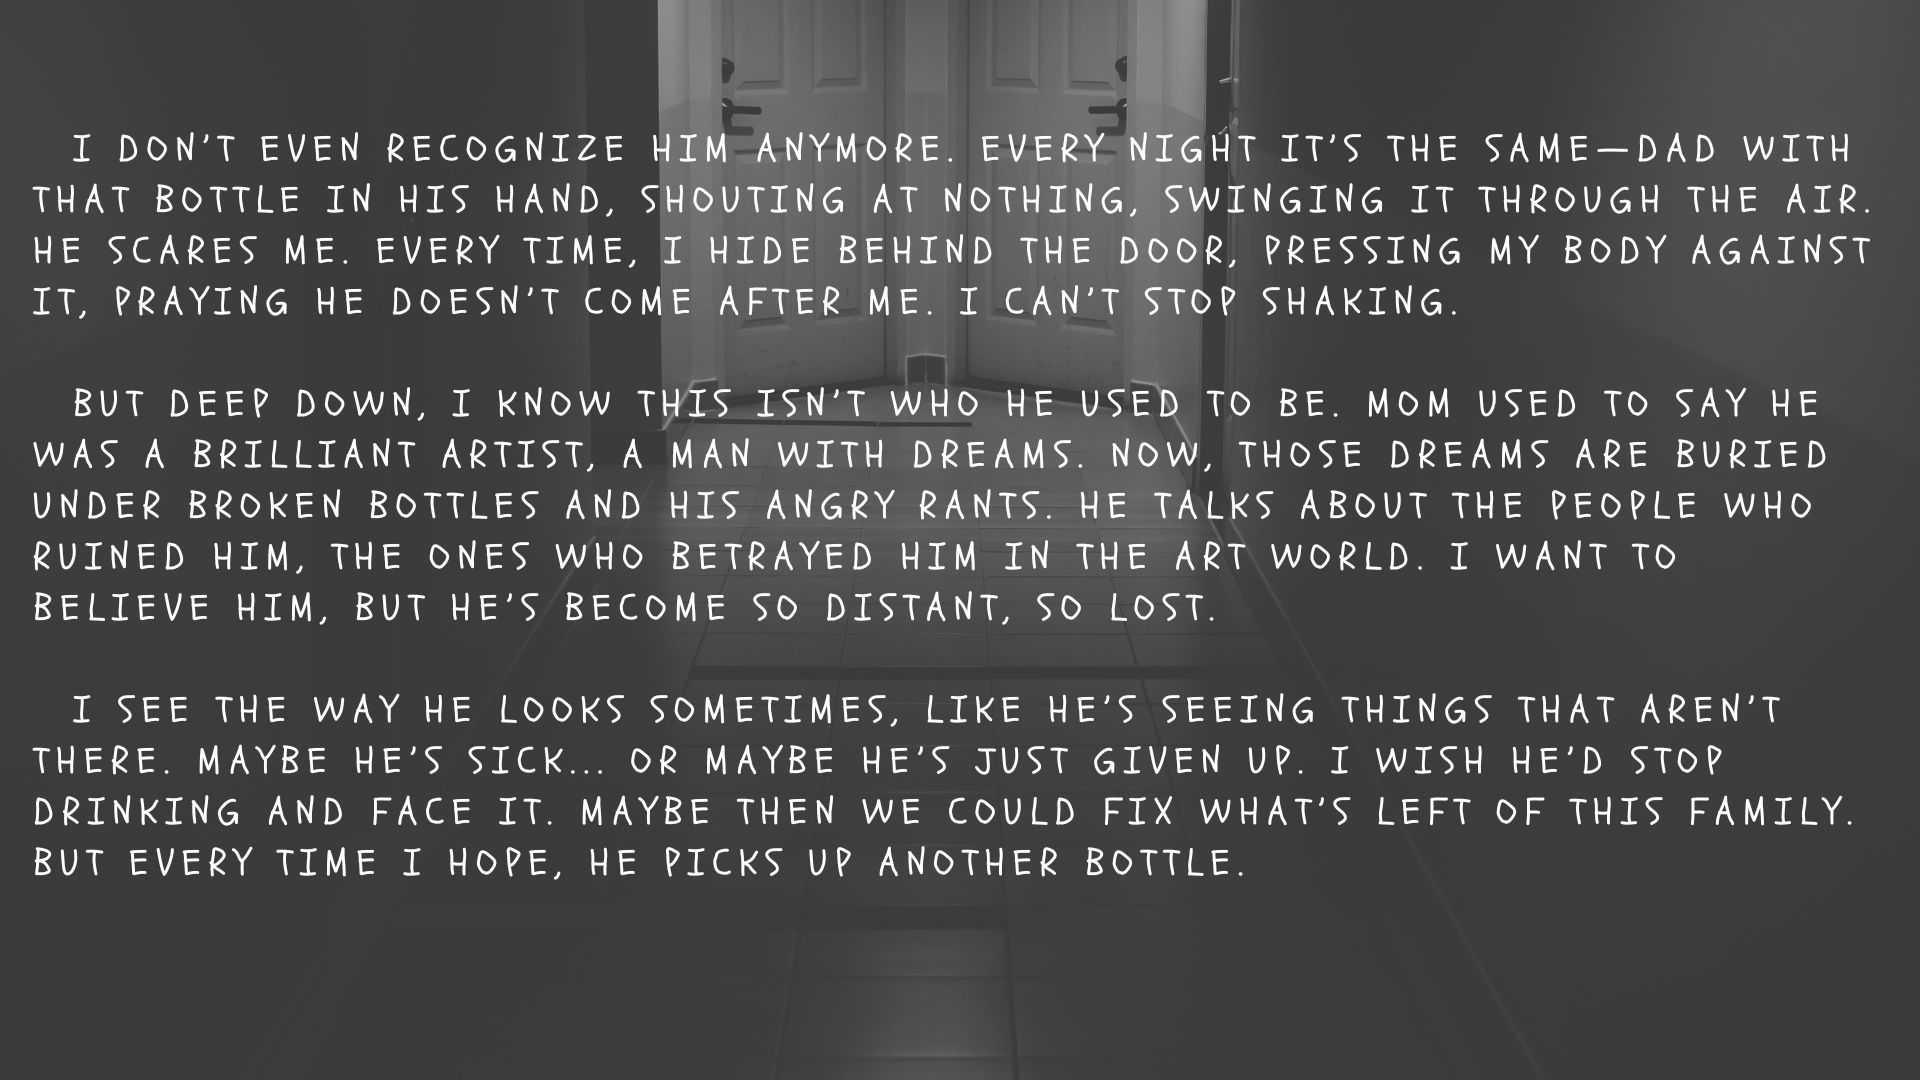 I DON'T EVEN RECOGNIZE HIM ANYMORE. EVERY NIGHT IT'S THE SAME—DAD WITH
THAT BOTTLE IN HIS HAND, SHOUTING AT NOTHING, SWINGING IT THROUGH THE AIR.
HE SCARES ME. EVERY TIME, I HIDE BEHIND THE DOOR, PRESSING MY BODY AGAINST
IT, PRAYING HE DOESN'T COME AFTER ME. I CAN'T STOP SHAKING.
BUT DEEP DOWN, I KNOW THIS ISN'T WHO HE USED TO BE. MOM USED TO SAY HE
WAS A BRILLIANT ARTIST, A MAN WITH DREAMS. NOW, THOSE DREAMS ARE BURIED
UNDER BROKEN BOTTLES AND HIS ANGRY RANTS. HE TALKS ABOUT THE PEOPLE WHO
RUINED HIM, THE ONES WHO BETRAYED HIM IN THE ART WORLD. I WANT TO
BELIEVE HIM, BUT HE'S BECOME SO DISTANT, SO LOST.
I SEE THE WAY HE LOOKS SOMETIMES, LIKE HE'S SEEING THINGS THAT AREN'T
THERE. MAYBE HE'S SICK... OR MAYBE HE'S JUST GIVEN UP. I WISH HE'D STOP
DRINKING AND FACE IT. MAYBE THEN WE COULD FIX WHAT'S LEFT OF THIS FAMILY.
BUT EVERY TIME I HOPE, HE PICKS UP ANOTHER BOTTLE.